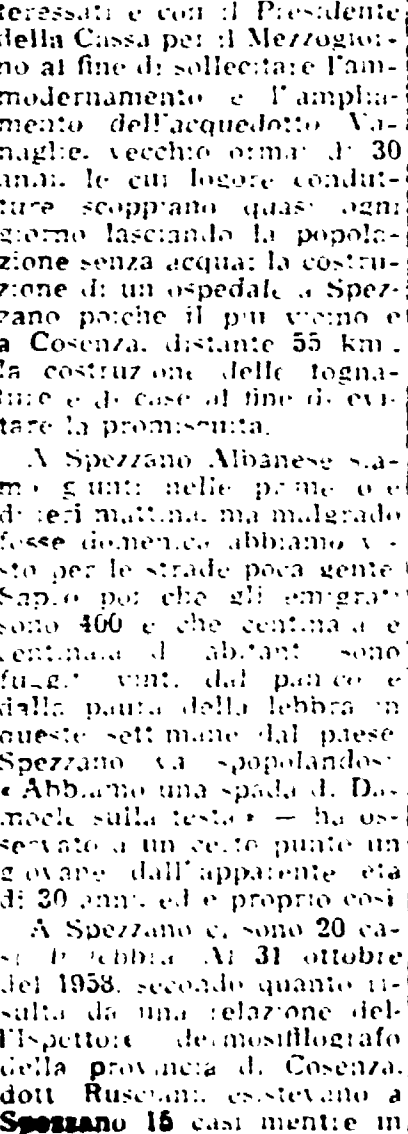 teressati e con il Presidente
della Cassa per il Mezzogior-
no al fine di sollecitare l'am-
modernamento e l'amplia-
mento dell'acquedotto Va-
naglie, vecchio ormai di 30
anni, le cui logore condut-
ture scoppiano quasi ogni
giorno lasciando la popola-
zione senza acqua; la costru-
zione di un ospedale a Spez-
zano poiché il più vicino è
a Cosenza, distante 55 km.,
la costruzione delle fogna-
ture e di case al fine di evi-
tare la promiscuità.
A Spezzano Albanese sia-
mo giunti nelle prime ore
di ieri mattina, ma malgrado
fosse domenica abbiamo vi-
sto per le strade poca gente
Saprò poi che gli emigrati
sono 400 e che centinaia e
centinaia di abitanti sono
fuggiti vinti dal panico e
dalla paura della lebbra in
queste settimane dal paese
Spezzano va spopolandosi
« Abbiamo una spada di Da-
mocle sulla testa » — ha os-
servato a un certo punto un
giovane dall'apparente età
di 30 anni, ed è proprio così
A Spezzano ci sono 20 ca-
si di lebbra. Al 31 ottobre
del 1958, secondo quanto ri-
sulta da una relazione del-
l'Ispettore dermosifilografo
della provincia di Cosenza,
dott Rusciani, esistevano a
Spezzano 15 casi mentre in